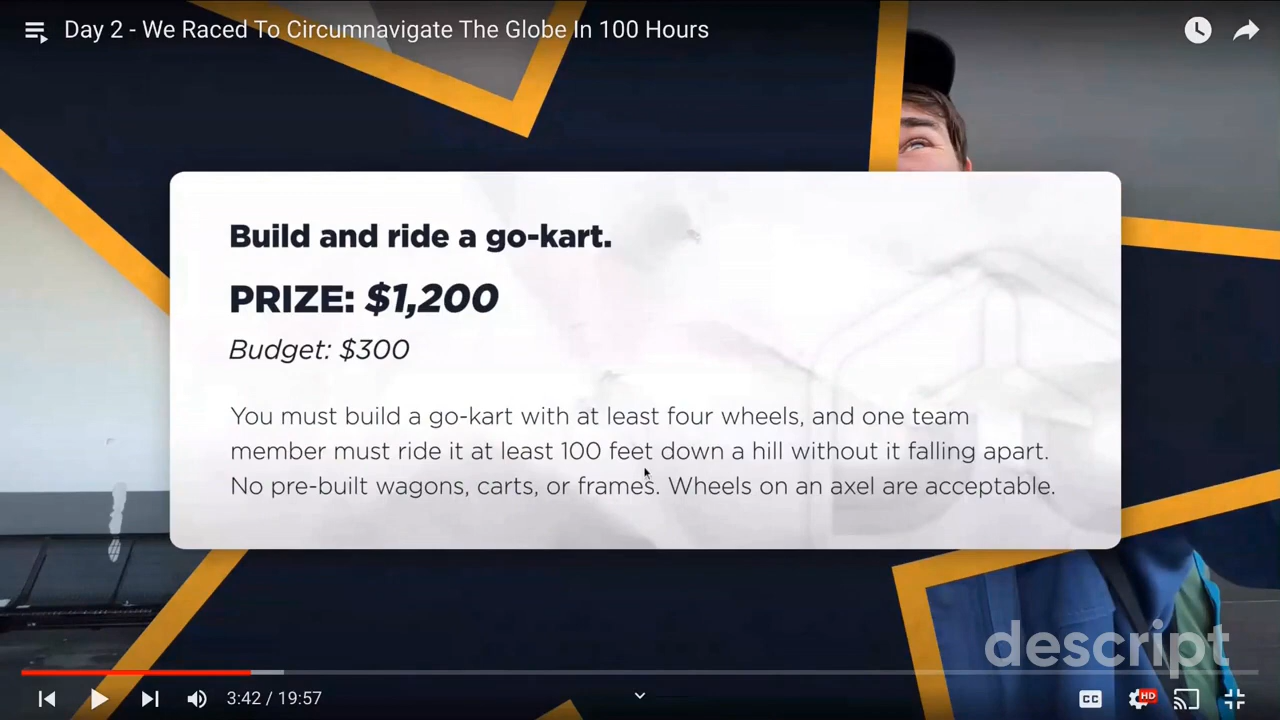 Day 2 - We Raced To Circumnavigate The Globe In 100 Hours
Build and ride a go-kart.
PRIZE: $1,200
Budget: $300
You must build a go-kart with at least four wheels, and one team
member must ride it at least 100 feet down a hill without it falling apart.
No pre-built wagons, carts, or frames. Wheels on an axel are acceptable.
descript
3:42 / 19:57
CC
HD